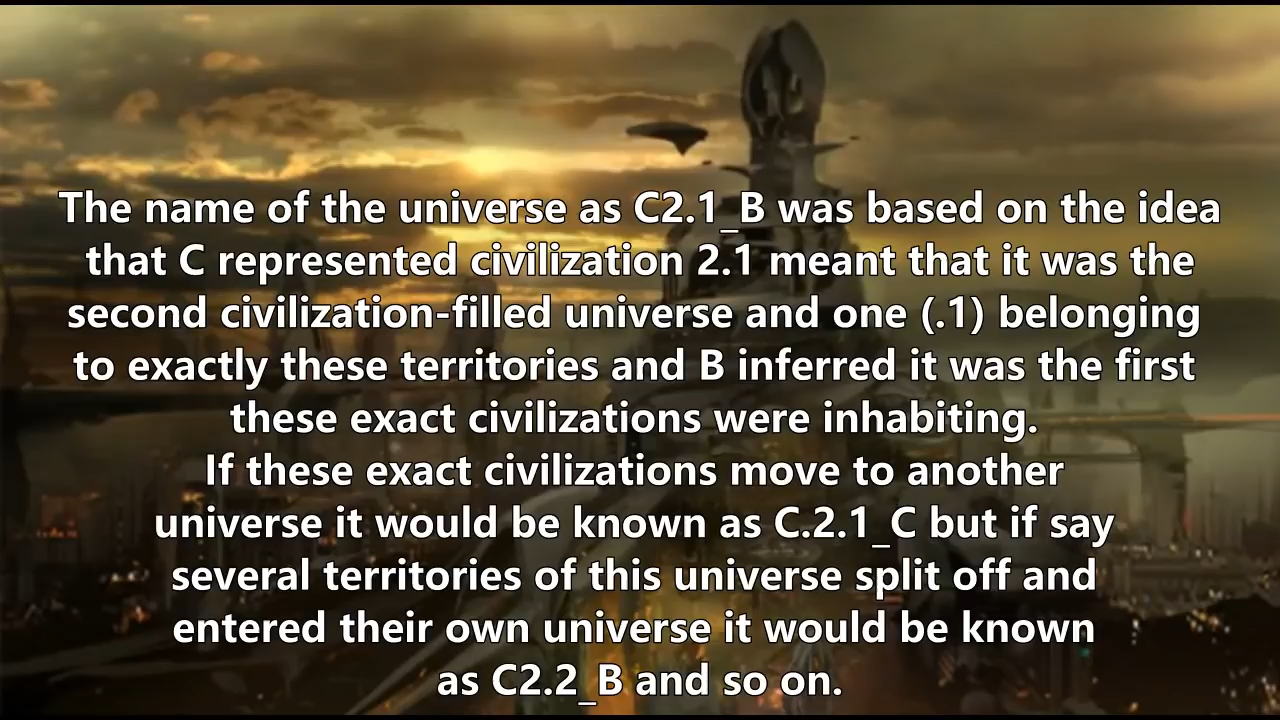 The name of the universe as C2.1_B was based on the idea
that C represented civilization 2.1 meant that it was the
second civilization-filled universe and one (.1) belonging
to exactly these territories and B inferred it was the first
these exact civilizations were inhabiting.
If these exact civilizations move to another
universe it would be known as C.2.1_C but if say
several territories of this universe split off and
entered their own universe it would be known
as C2.2_B and so on.